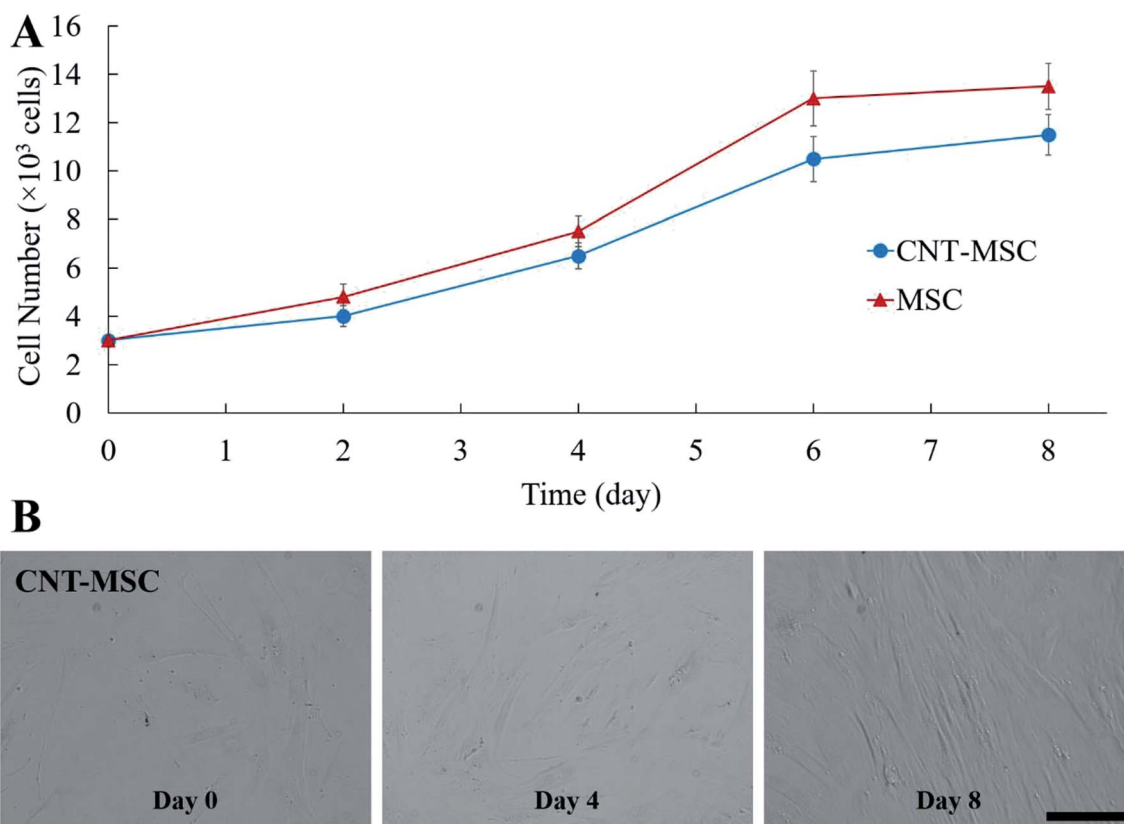 A
16
14
12
10
8
6
4
2
0
Cell Number (×10³ cells)
CNT-MSC
MSC
0 1 2 3 4 5 6 7 8
Time (day)
B
CNT-MSC
Day 0
Day 4
Day 8